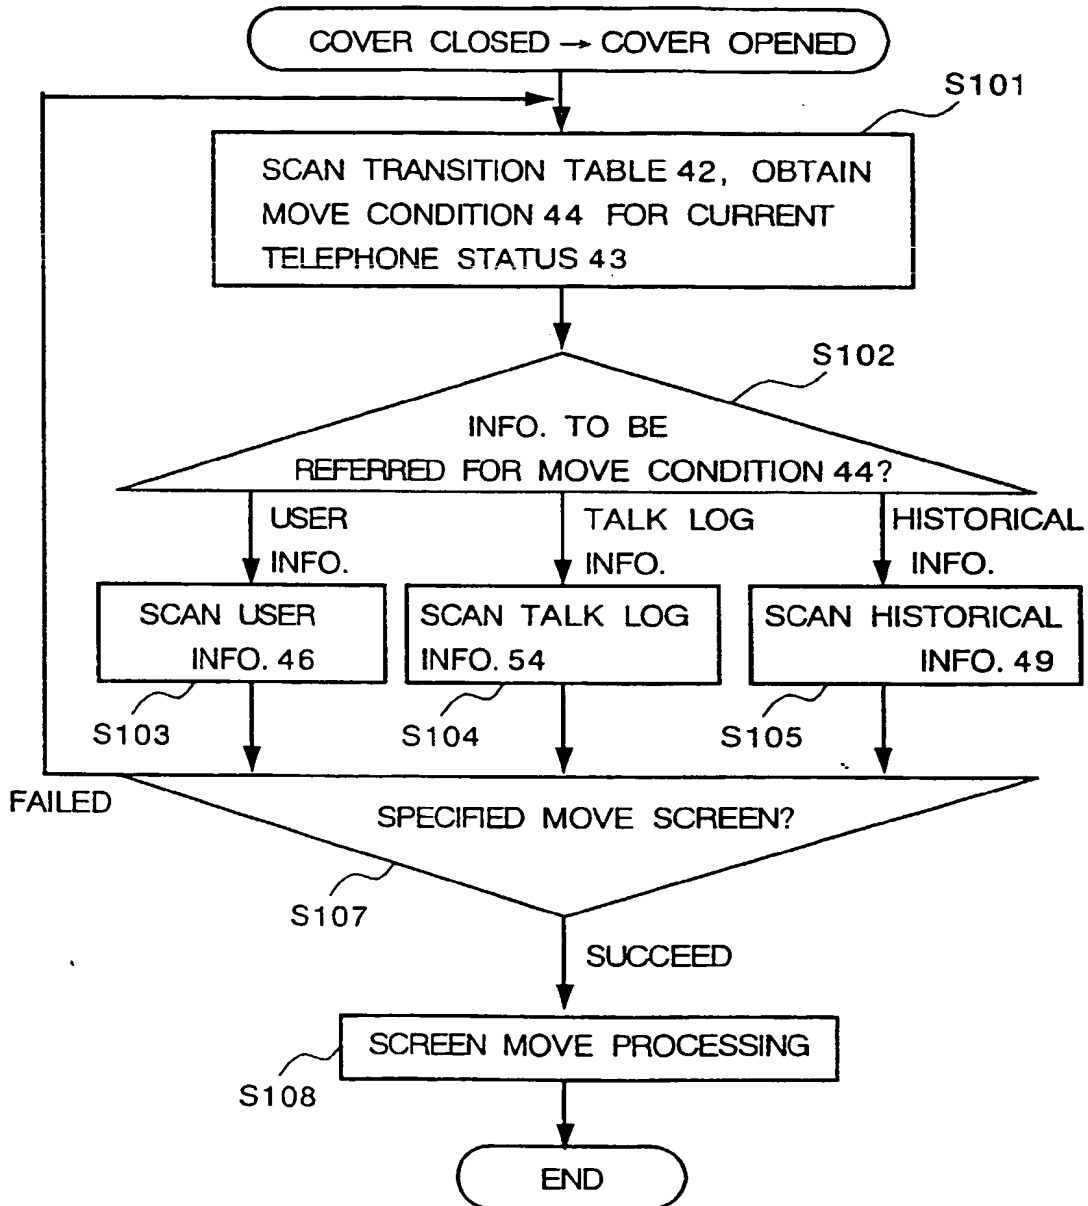 COVER CLOSED → COVER OPENED
S101
SCAN TRANSITION TABLE 42, OBTAIN
MOVE CONDITION 44 FOR CURRENT
TELEPHONE STATUS 43
S102
INFO. TO BE
REFERRED FOR MOVE CONDITION 44?
USER
INFO.
TALK LOG
INFO.
HISTORICAL
INFO.
SCAN USER
INFO. 46
SCAN TALK LOG
INFO. 54
SCAN HISTORICAL
INFO. 49
S103
S104
S105
FAILED
SPECIFIED MOVE SCREEN?
S107
SUCCEED
SCREEN MOVE PROCESSING
S108
END